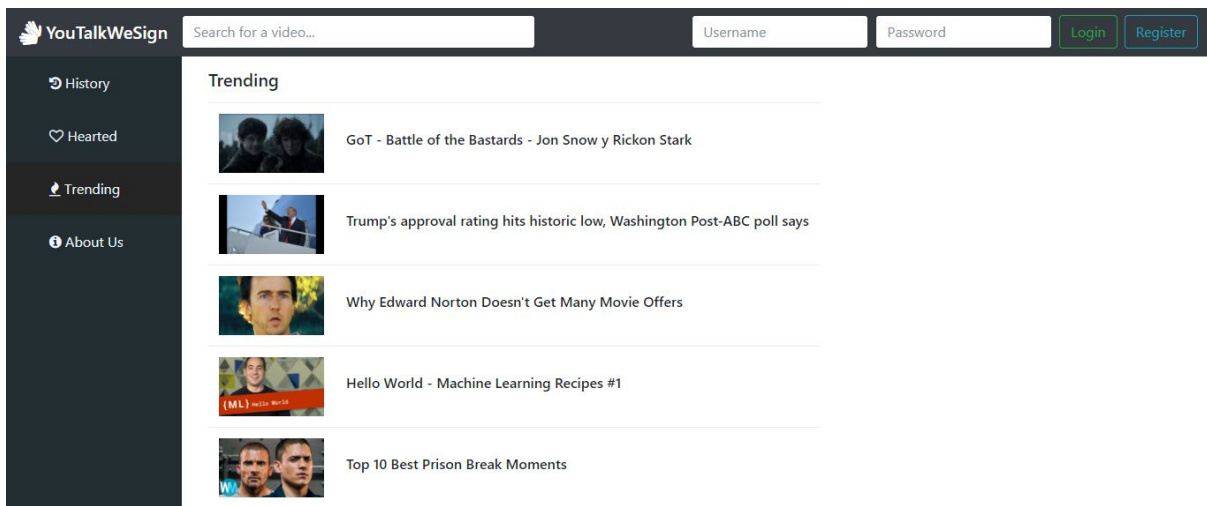 YouTalkWeSign
Search for a video...
Username
Password
Login
Register
History
Hearted
Trending
About Us
Trending
GoT - Battle of the Bastards - Jon Snow y Rickon Stark
Trump's approval rating hits historic low, Washington Post-ABC poll says
Why Edward Norton Doesn't Get Many Movie Offers
{ML} Hello World
Hello World - Machine Learning Recipes #1
W
Top 10 Best Prison Break Moments